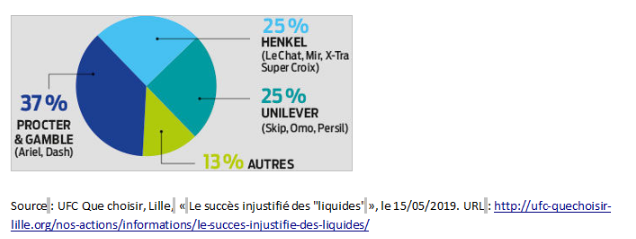 25%
HENKEL
(Le Chat, Mir, X-Tra
Super Croix)
37%
PROCTER
& GAMBLE
(Ariel, Dash)
25%
UNILEVER
(Skip, Omo, Persil)
13% AUTRES
Source : UFC Que choisir, Lille, « Le succès injustifié des "liquides" », le 15/05/2019. URL : http://ufc-quechoisir-
lille.org/nos-actions/informations/le-succes-injustifie-des-liquides/